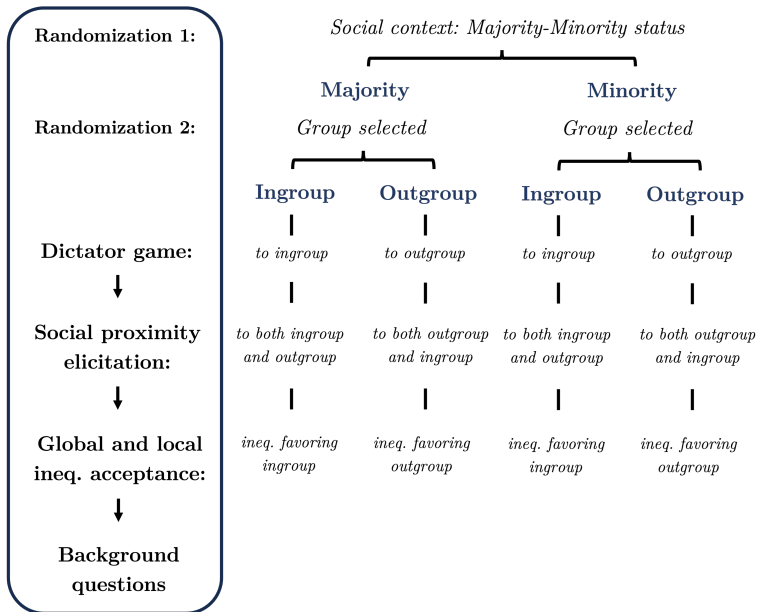 Randomization 1:
Social context: Majority-Minority status
Majority Minority
Randomization 2:
Group selected Group selected
Ingroup Outgroup Ingroup Outgroup
Dictator game:
to ingroup to outgroup to ingroup to outgroup
Social proximity
elicitation:
to both ingroup to both outgroup to both ingroup to both outgroup
and outgroup and ingroup and outgroup and ingroup
Global and local
ineq. acceptance:
ineq. favoring ineq. favoring ineq. favoring ineq. favoring
ingroup outgroup ingroup outgroup
Background
questions